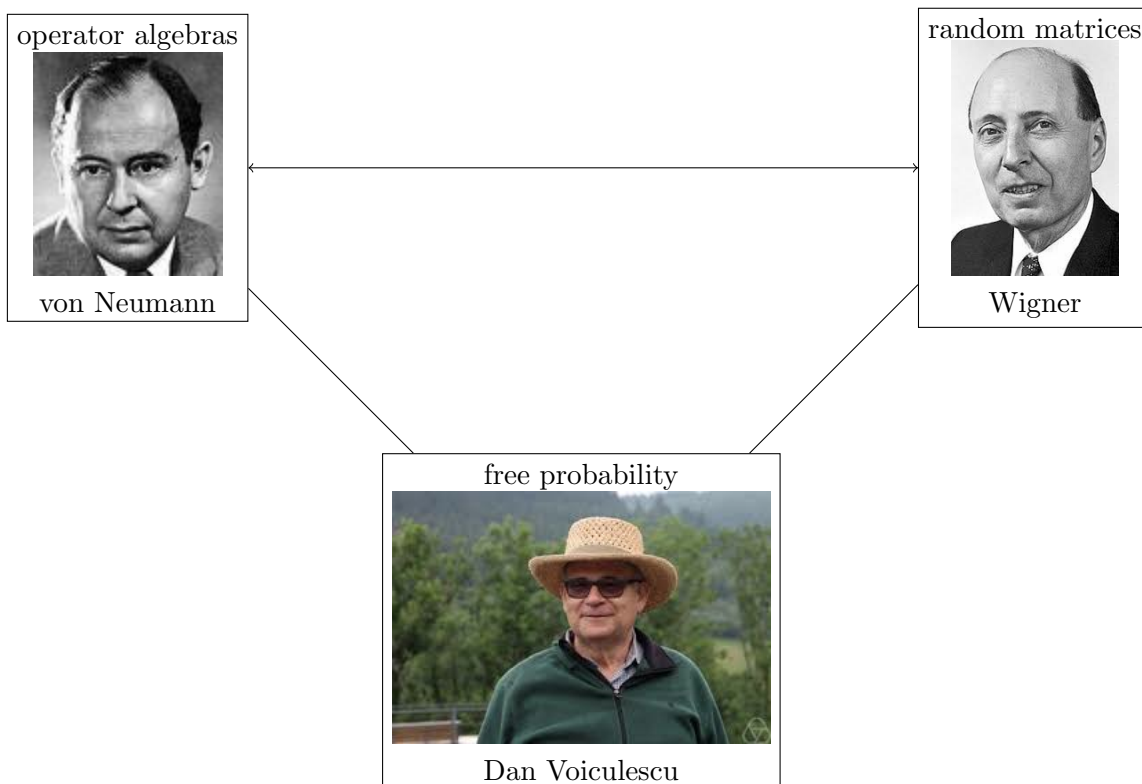 operator algebras
von Neumann
random matrices
Wigner
free probability
Dan Voiculescu